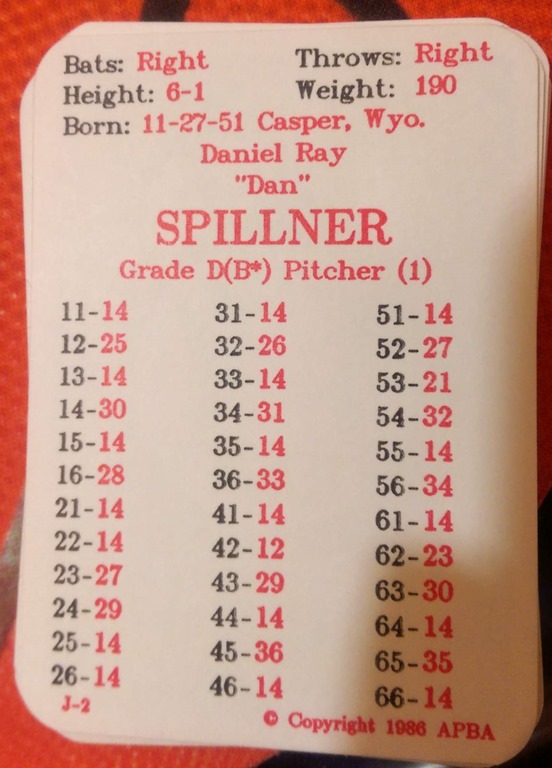 Bats: Right Throws: Right
Height: 6-1 Weight: 190
Born: 11-27-51 Casper, Wyo.
Daniel Ray
"Dan"
SPILLNER
Grade D(B*) Pitcher (1)
11-14 31-14 51-14
12-25 32-26 52-27
13-14 33-14 53-21
14-30 34-31 54-32
15-14 35-14 55-14
16-28 36-33 56-34
21-14 41-14 61-14
22-14 42-12 62-23
23-27 43-29 63-30
24-29 44-14 64-14
25-14 45-36 65-35
26-14 46-14 66-14
J-2 © Copyright 1986 APBA